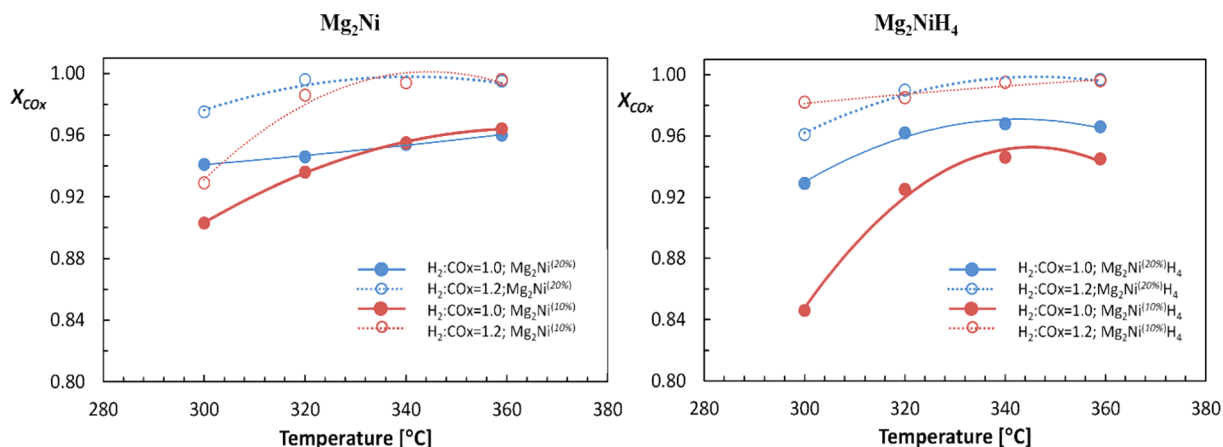 Mg₂Ni
X_COx
1.00
0.96
0.92
0.88
0.84
0.80
H₂:COx=1.0; Mg₂Ni⁽²⁰%⁾
H₂:COx=1.2;Mg₂Ni⁽²⁰%⁾
H₂:COx=1.0; Mg₂Ni⁽¹⁰%⁾
H₂:COx=1.2; Mg₂Ni⁽¹⁰%⁾
280 300 320 340 360 380
Temperature [°C]
Mg₂NiH₄
X_COx
1.00
0.96
0.92
0.88
0.84
0.80
H₂:COx=1.0; Mg₂Ni⁽²⁰%⁾H₄
H₂:COx=1.2;Mg₂Ni⁽²⁰%⁾H₄
H₂:COx=1.0; Mg₂Ni⁽¹⁰%⁾H₄
H₂:COx=1.2; Mg₂Ni⁽¹⁰%⁾H₄
280 300 320 340 360 380
Temperature [°C]